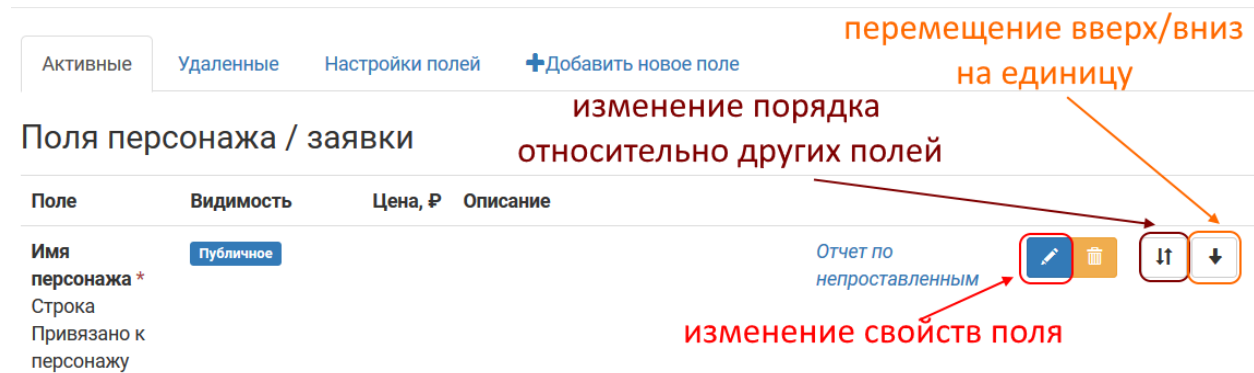 перемещение вверх/вниз
на единицу
Активные Удаленные Настройки полей Добавить новое поле
изменение порядка
относительно других полей
Поля персонажа / заявки
Поле Видимость Цена, ₽ Описание
Имя
персонажа *
Строка
Привязано к
персонажу
Публичное
Отчет по
непроставленным
изменение свойств поля